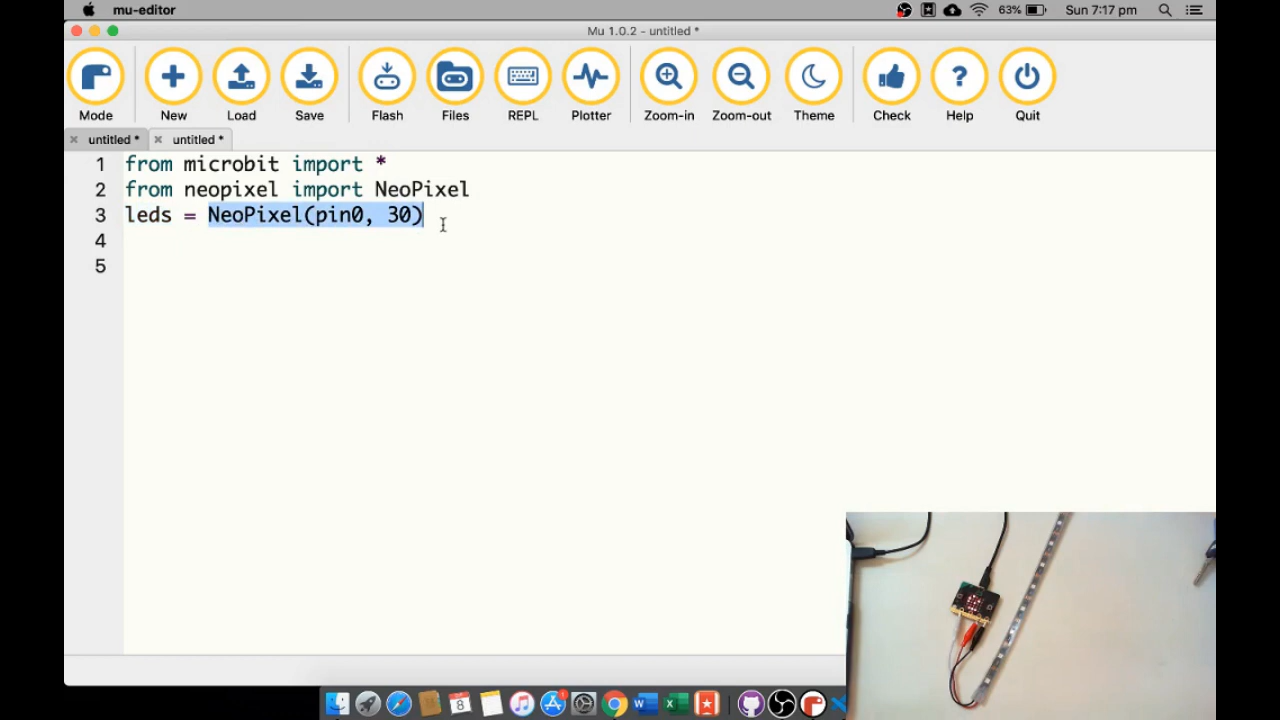 mu-editor
63%
Sun 7:17 pm
Mu 1.0.2 - untitled *
Mode
New
Load
Save
Flash
Files
REPL
Plotter
Zoom-in
Zoom-out
Theme
Check
Help
Quit
untitled *
untitled *
1 from microbit import *
2 from neopixel import NeoPixel
3 leds = NeoPixel(pin0, 30)
4
5
8